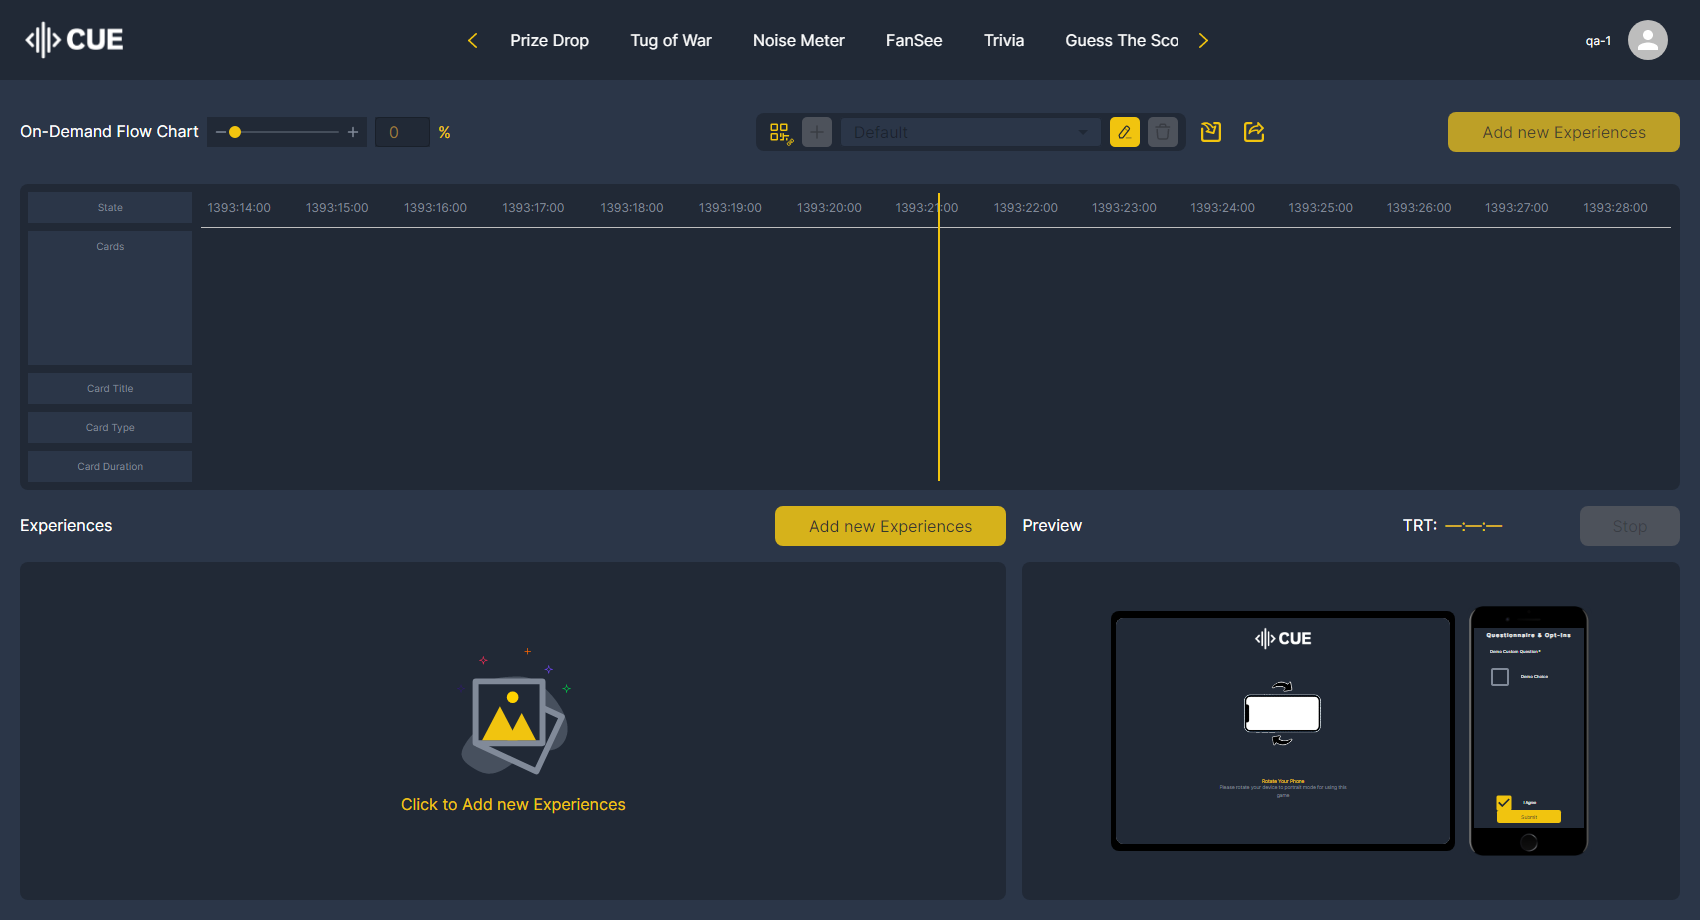 CUE
Prize Drop Tug of War Noise Meter FanSee Trivia Guess The Sco
qa-1
On-Demand Flow Chart
0 %
Default
Add new Experiences
State 1393:14:00 1393:15:00 1393:16:00 1393:17:00 1393:18:00 1393:19:00 1393:20:00 1393:21:00 1393:22:00 1393:23:00 1393:24:00 1393:25:00 1393:26:00 1393:27:00 1393:28:00
Cards
Card Title
Card Type
Card Duration
Experiences
Add new Experiences
Click to Add new Experiences
Preview
TRT: —:—:—
Stop
CUE
Rotate Your Phone
Please rotate your device to portrait mode for using this
game
Questionnaire & Opt-Ins
Demo Custom Question*
Demo Choice
I Agree
Submit